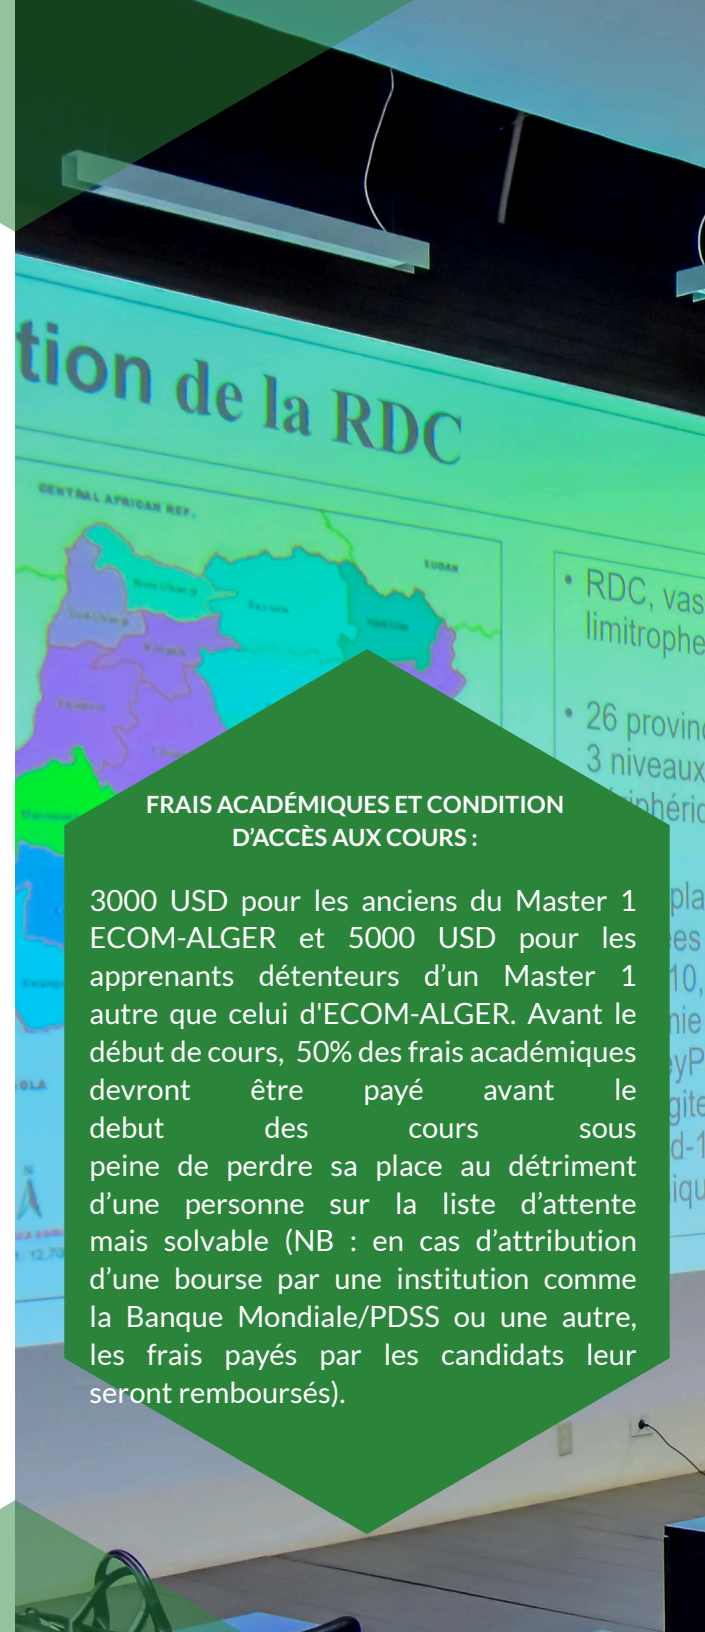 tion de la RDC
CENTRAL AFRICAN REP.
SUDAN
• RDC, vas
limitrophe
• 26 provinc
3 niveaux
FRAIS ACADÉMIQUES ET CONDITION
D’ACCÈS AUX COURS :
3000 USD pour les anciens du Master 1
ECOM-ALGER et 5000 USD pour les
apprenants détenteurs d’un Master 1
autre que celui d'ECOM-ALGER. Avant le
début de cours, 50% des frais académiques
devront être payé avant le
debut des cours sous
peine de perdre sa place au détriment
d’une personne sur la liste d’attente
mais solvable (NB : en cas d’attribution
d’une bourse par une institution comme
la Banque Mondiale/PDSS ou une autre,
les frais payés par les candidats leur
seront remboursés).
pla
10,
d-1
N